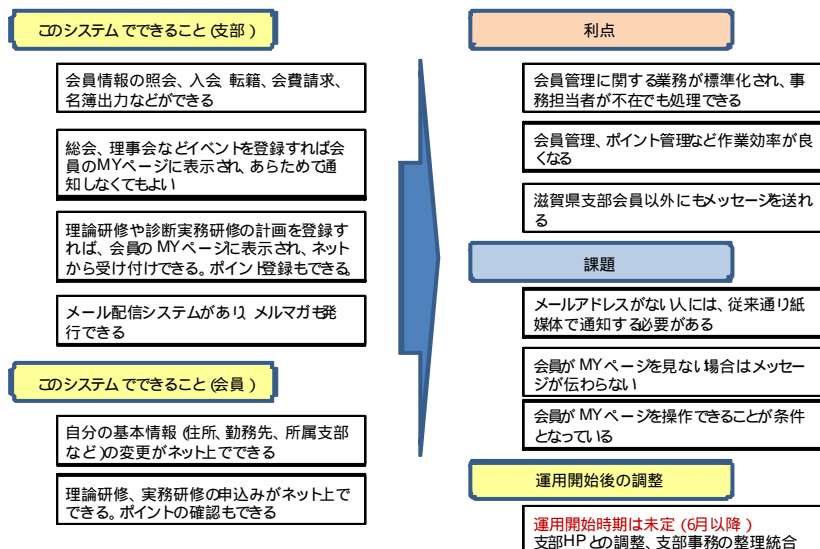 このシステムでできること(支部)
会員情報の照会、入会、転籍、会費請求、
名簿出力などができる
総会、理事会などイベントを登録すれば会
員のMYページに表示され、あらためて通
知しなくてもよい
理論研修や診断実務研修の計画を登録す
れば、会員の MYページに表示され、ネット
から受け付けできる。ポイント登録もできる。
メール配信システムがあり、メルマガも発
行できる
このシステムでできること(会員)
自分の基本情報(住所、勤務先、所属支部
など)の変更がネット上でできる
理論研修、実務研修の申込みがネット上で
できる。ポイントの確認もできる
利点
会員管理に関する業務が標準化され、事
務担当者が不在でも処理できる
会員管理、ポイント管理など作業効率が良
くなる
滋賀県支部会員以外にもメッセージを送れ
る
課題
メールアドレスがない人には、従来通り紙
媒体で通知する必要がある
会員が MYページを見ない場合はメッセー
ジが伝わらない
会員が MYページを操作できることが条件
となっている
運用開始後の調整
運用開始時期は未定(6月以降)
支部HPとの調整、支部事務の整理統合